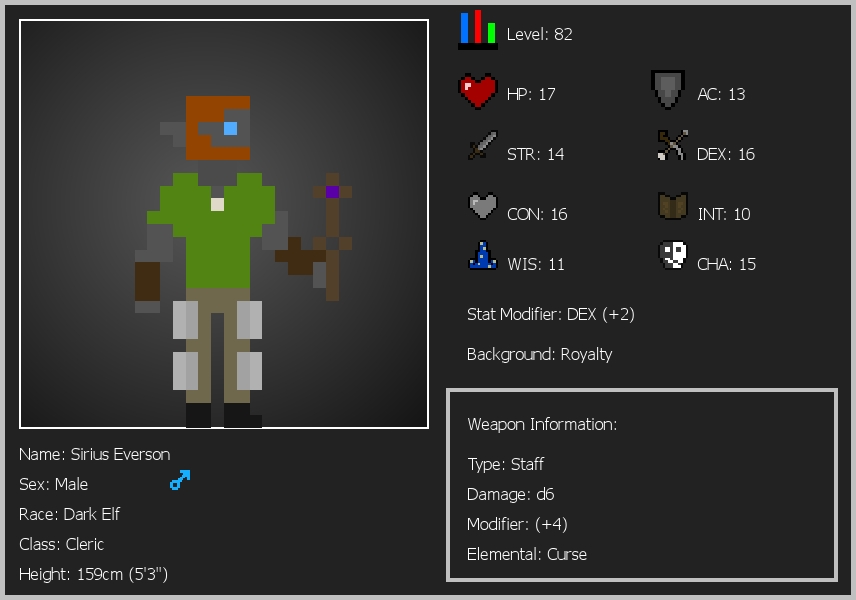 Level: 82
HP: 17
AC: 13
STR: 14
DEX: 16
CON: 16
INT: 10
WIS: 11
CHA: 15
Stat Modifier: DEX (+2)
Background: Royalty
Weapon Information:
Type: Staff
Damage: d6
Modifier: (+4)
Elemental: Curse
Name: Sirius Everson
Sex: Male
Race: Dark Elf
Class: Cleric
Height: 159cm (5'3")